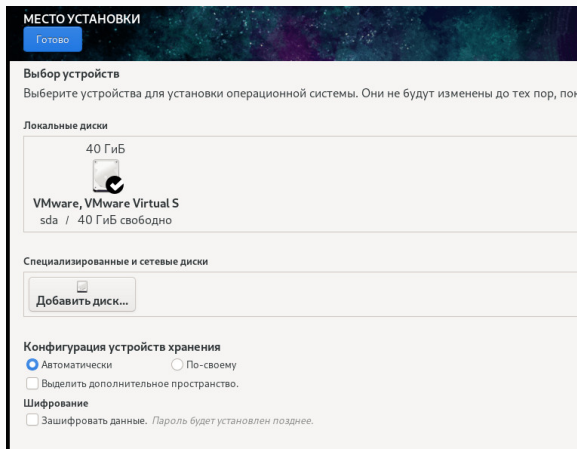 МЕСТО УСТАНОВКИ
Готово
Выбор устройств
Выберите устройства для установки операционной системы. Они не будут изменены до тех пор, пок
Локальные диски
40 ГиБ
VMware, VMware Virtual S
sda / 40 ГиБ свободно
Специализированные и сетевые диски
Добавить диск...
Конфигурация устройств хранения
Автоматически По-своему
Выделить дополнительное пространство.
Шифрование
Зашифровать данные. Пароль будет установлен позднее.